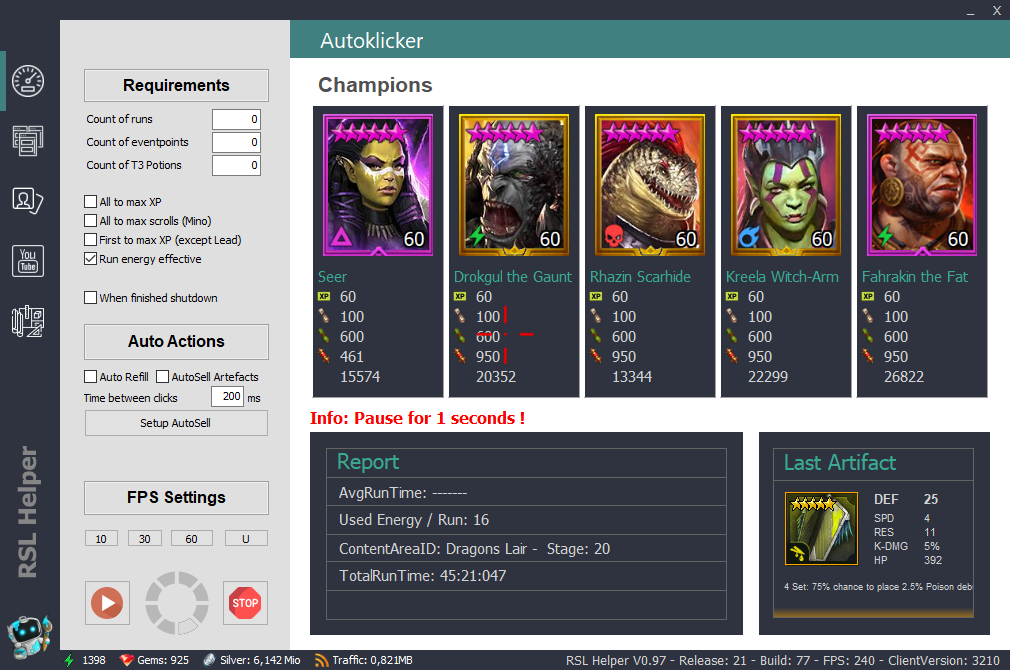 _ X
Autoklicker
Requirements
Count of runs 0
Count of eventpoints 0
Count of T3 Potions 0
All to max XP
All to max scrolls (Mino)
First to max XP (except Lead)
Run energy effective
When finished shutdown
Auto Actions
Auto Refill AutoSell Artefacts
Time between clicks 200 ms
Setup AutoSell
FPS Settings
10 30 60 U
STOP
You
Tube
RSL Helper
Champions
60 60 60 60 60
Seer Drokgul the Gaunt Rhazin Scarhide Kreela Witch-Arm Fahrakin the Fat
XP 60 XP 60 XP 60 XP 60 XP 60
100 100 100 100 100
600 600 600 600 600
461 950 950 950 950
15574 20352 13344 22299 26822
Info: Pause for 1 seconds !
Report
AvgRunTime: -------
Used Energy / Run: 16
ContentAreaID: Dragons Lair - Stage: 20
TotalRunTime: 45:21:047
Last Artifact
DEF 25
SPD 4
RES 11
K-DMG 5%
HP 392
4 Set: 75% chance to place 2.5% Poison deb
1398 Gems: 925 Silver: 6,142 Mio Traffic: 0,821MB RSL Helper V0.97 - Release: 21 - Build: 77 - FPS: 240 - ClientVersion: 3210